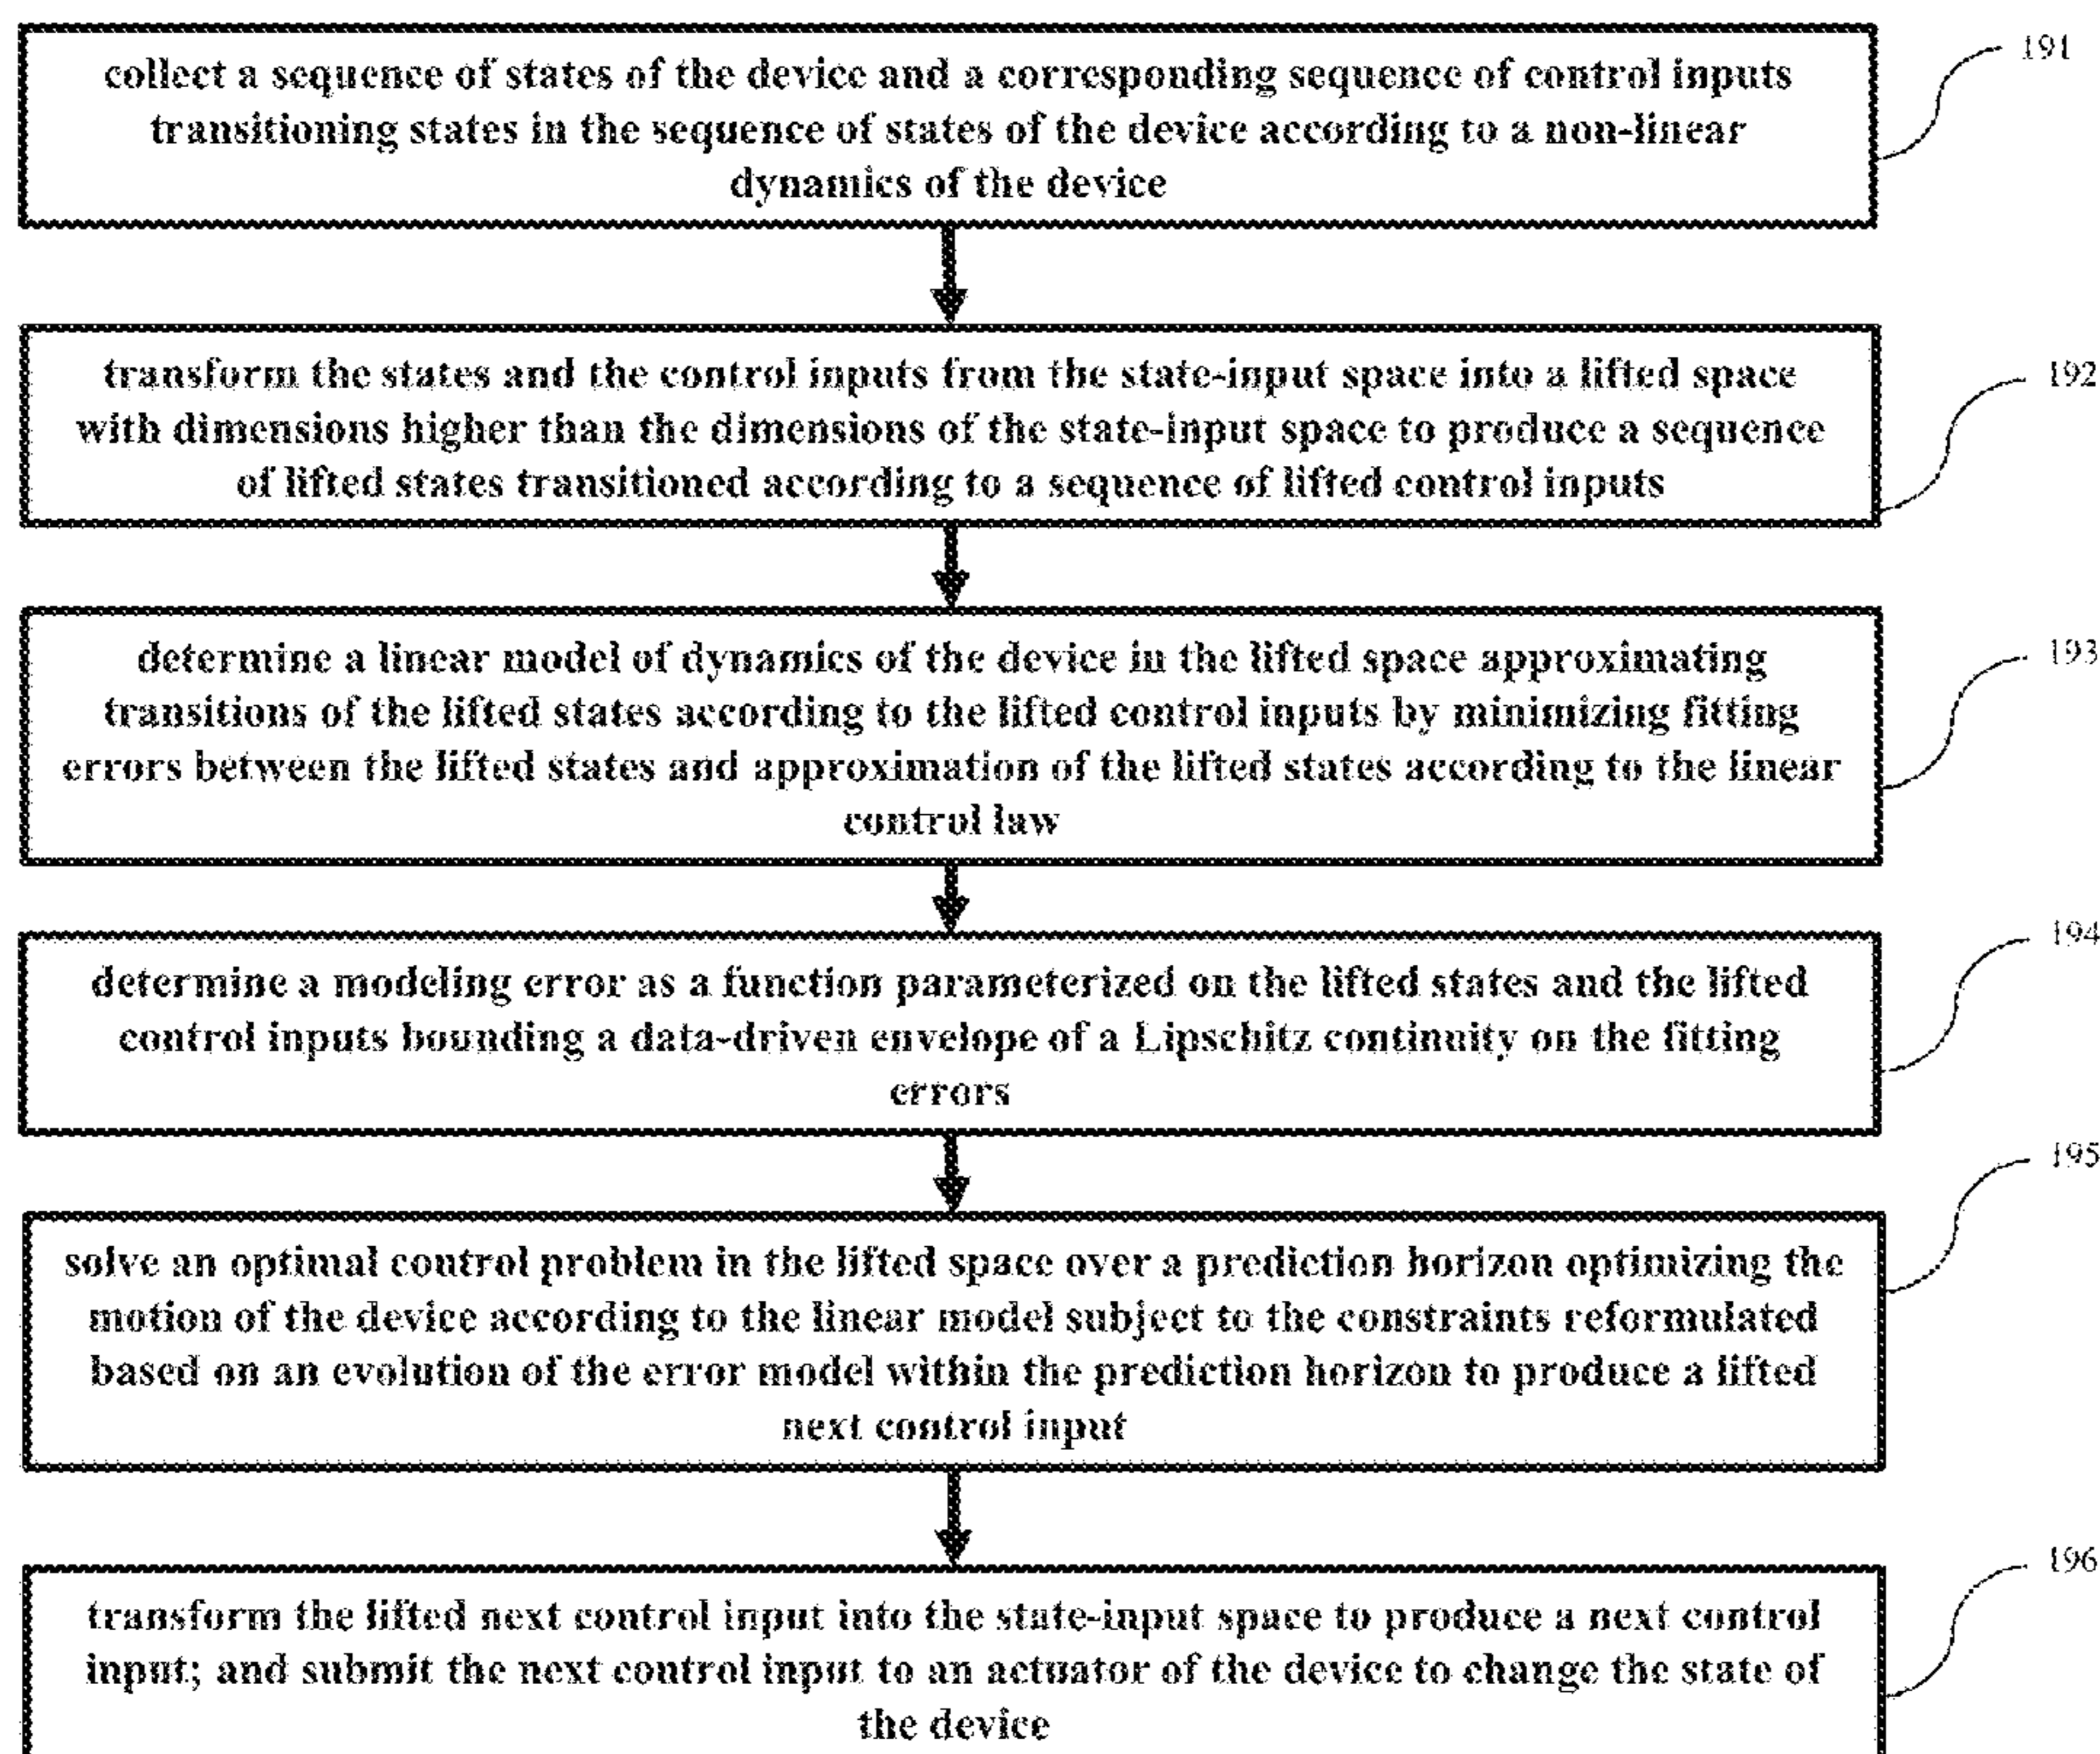 collect a sequence of states of the device and a corresponding sequence of control inputs
transitioning states in the sequence of states of the device according to a non-linear
dynamics of the device
191
transform the states and the control inputs from the state-input space into a lifted space
with dimensions higher than the dimensions of the state-input space to produce a sequence
of lifted states transitioned according to a sequence of lifted control inputs
192
determine a linear model of dynamics of the device in the lifted space approximating
transitions of the lifted states according to the lifted control inputs by minimizing fitting
errors between the lifted states and approximation of the lifted states according to the linear
control law
193
determine a modeling error as a function parameterized on the lifted states and the lifted
control inputs bounding a data-driven envelope of a Lipschitz continuity on the fitting
errors
194
solve an optimal control problem in the lifted space over a prediction horizon optimizing the
motion of the device according to the linear model subject to the constraints reformulated
based on an evolution of the error model within the prediction horizon to produce a lifted
next control input
195
transform the lifted next control input into the state-input space to produce a next control
input; and submit the next control input to an actuator of the device to change the state of
the device
196